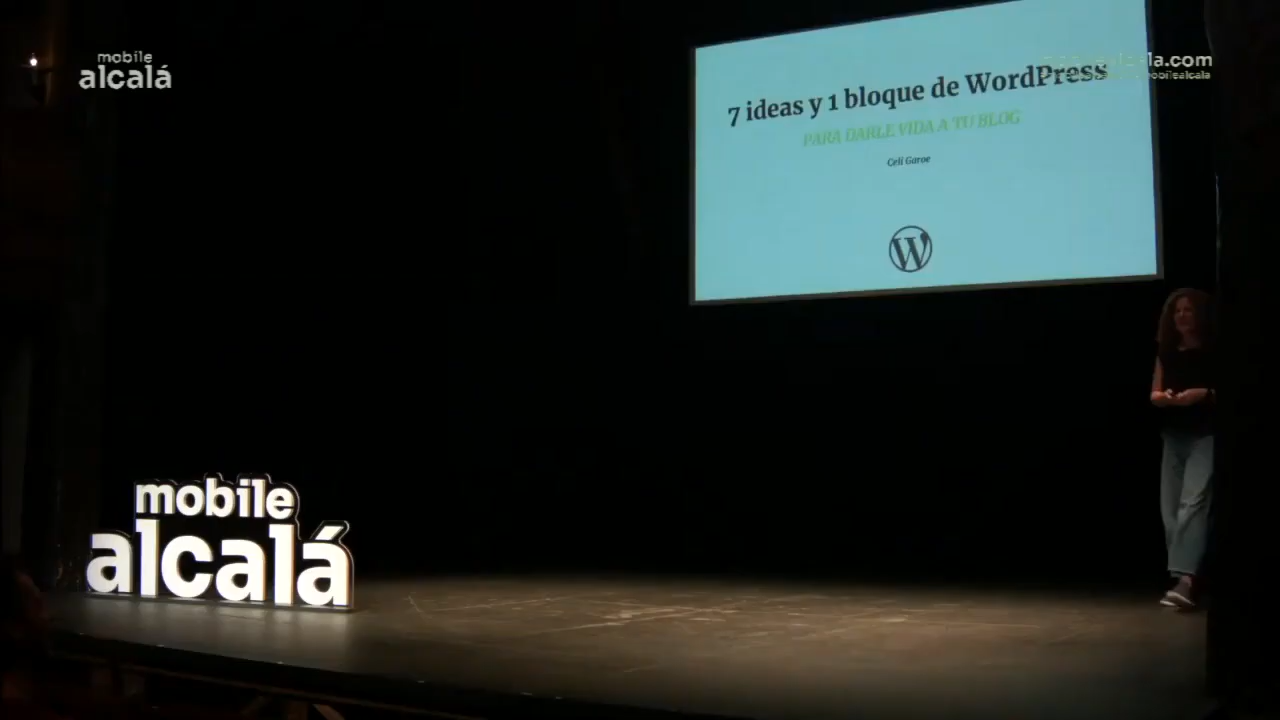 mobile
alcalá
7 ideas y 1 bloque de WordPress
PARA DARLE VIDA A TU BLOG
Celi Garoe
mobile
alcalá